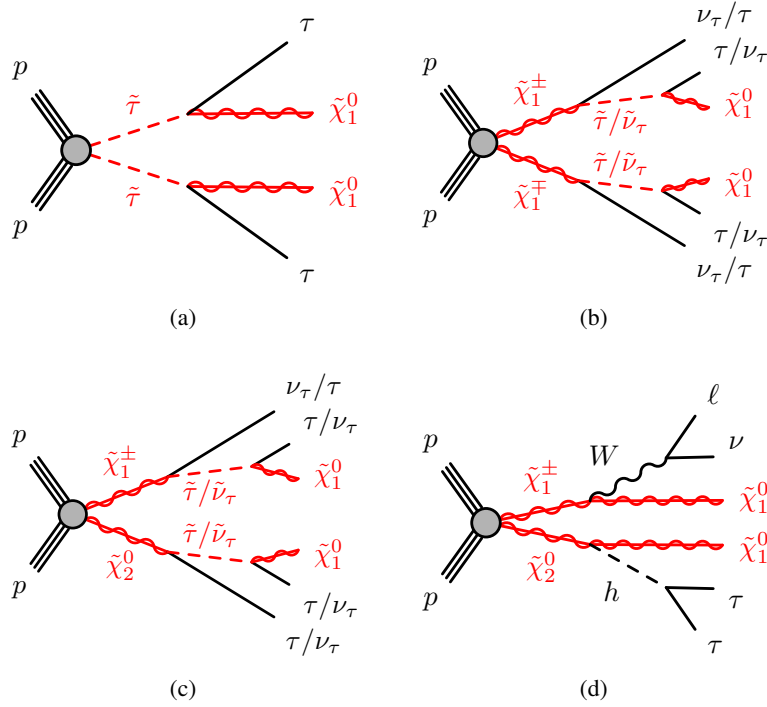 τ
p
τ̃
χ̃₁⁰
τ̃
χ̃₁⁰
p
τ
(a)
ν_τ/τ
τ/ν_τ
p
χ̃₁^±
τ̃/ν̃_τ
χ̃₁⁰
τ̃/ν̃_τ
χ̃₁⁰
χ̃₁^∓
p
τ/ν_τ
ν_τ/τ
(b)
ν_τ/τ
τ/ν_τ
p
χ̃₁^±
τ̃/ν̃_τ
χ̃₁⁰
τ̃/ν̃_τ
χ̃₁⁰
χ̃₂⁰
p
τ/ν_τ
τ/ν_τ
(c)
ℓ
ν
p
W
χ̃₁^±
χ̃₁⁰
χ̃₁⁰
χ̃₂⁰
h
p
τ
τ
(d)